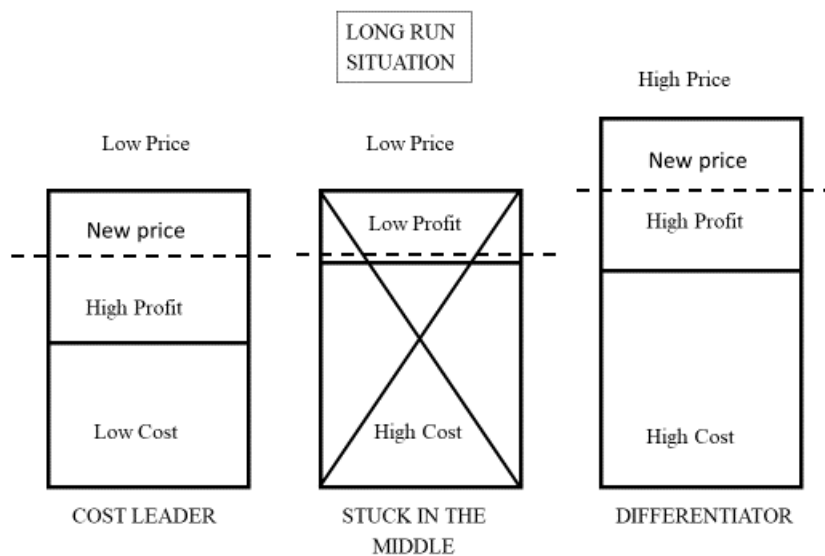 LONG RUN
SITUATION
Low Price
New price
High Profit
Low Cost
COST LEADER
Low Price
Low Profit
High Cost
STUCK IN THE
MIDDLE
High Price
New price
High Profit
High Cost
DIFFERENTIATOR